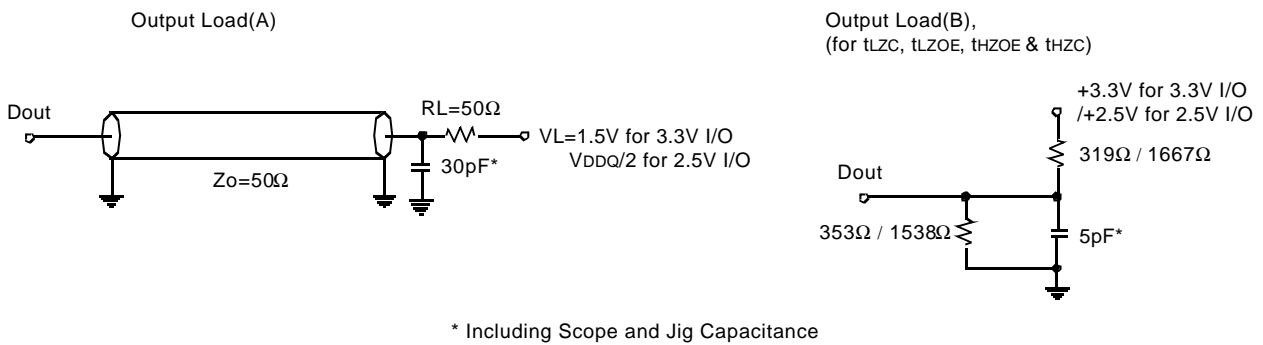 Output Load(A)
Dout
Zo=50Ω
RL=50Ω
30pF*
VL=1.5V for 3.3V I/O
VDDQ/2 for 2.5V I/O
Output Load(B),
(for tLZC, tLZOE, tHZOE & tHZC)
+3.3V for 3.3V I/O
/+2.5V for 2.5V I/O
319Ω / 1667Ω
Dout
353Ω / 1538Ω
5pF*
* Including Scope and Jig Capacitance